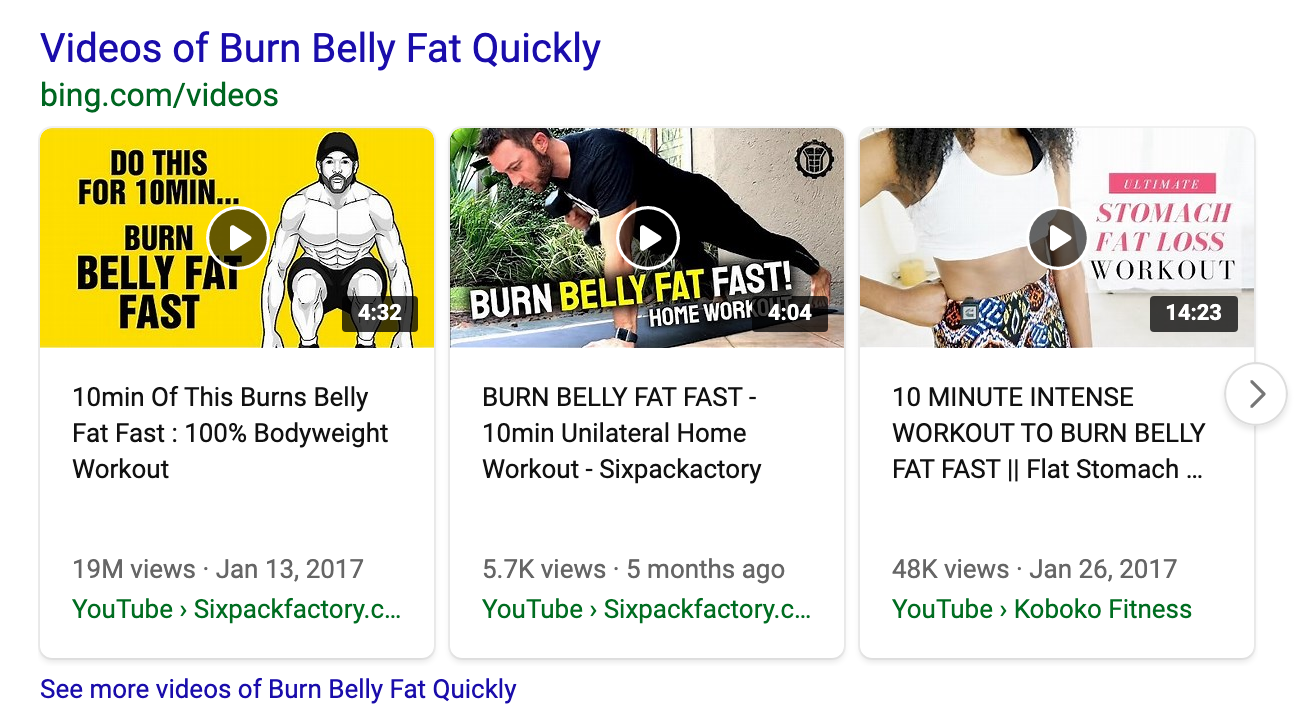 Videos of Burn Belly Fat Quickly
bing.com/videos
DO THIS
FOR 10MIN...
BURN
BELLY FAT
FAST
4:32
10min Of This Burns Belly
Fat Fast : 100% Bodyweight
Workout
19M views · Jan 13, 2017
YouTube › Sixpackfactory.c...
BURN BELLY FAT FAST!
HOME WORKOUT
4:04
BURN BELLY FAT FAST -
10min Unilateral Home
Workout - Sixpackactory
5.7K views · 5 months ago
YouTube › Sixpackfactory.c...
ULTIMATE
STOMACH
FAT LOSS
WORKOUT
14:23
10 MINUTE INTENSE
WORKOUT TO BURN BELLY
FAT FAST || Flat Stomach ...
48K views · Jan 26, 2017
YouTube › Koboko Fitness
See more videos of Burn Belly Fat Quickly